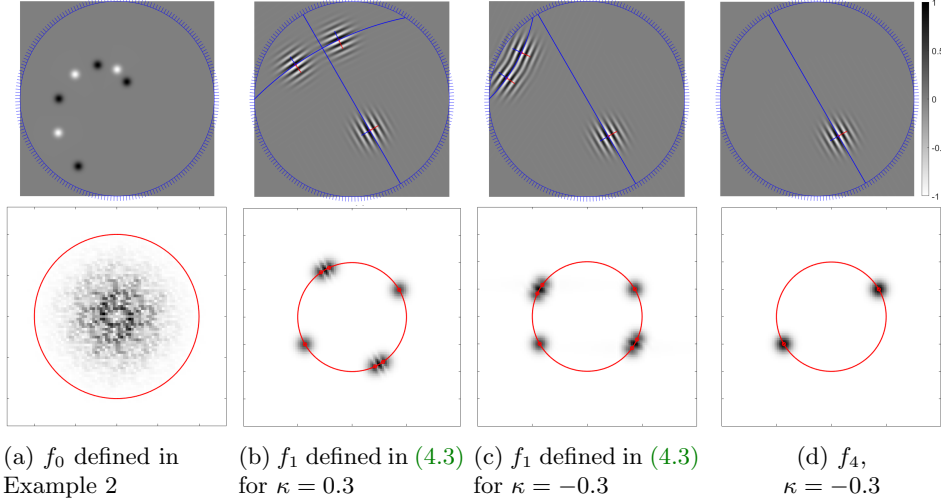 1
0.5
0
-0.5
-1
(a) f₀ defined in
Example 2
(b) f₁ defined in (4.3)
for κ = 0.3
(c) f₁ defined in (4.3)
for κ = −0.3
(d) f₄,
κ = −0.3